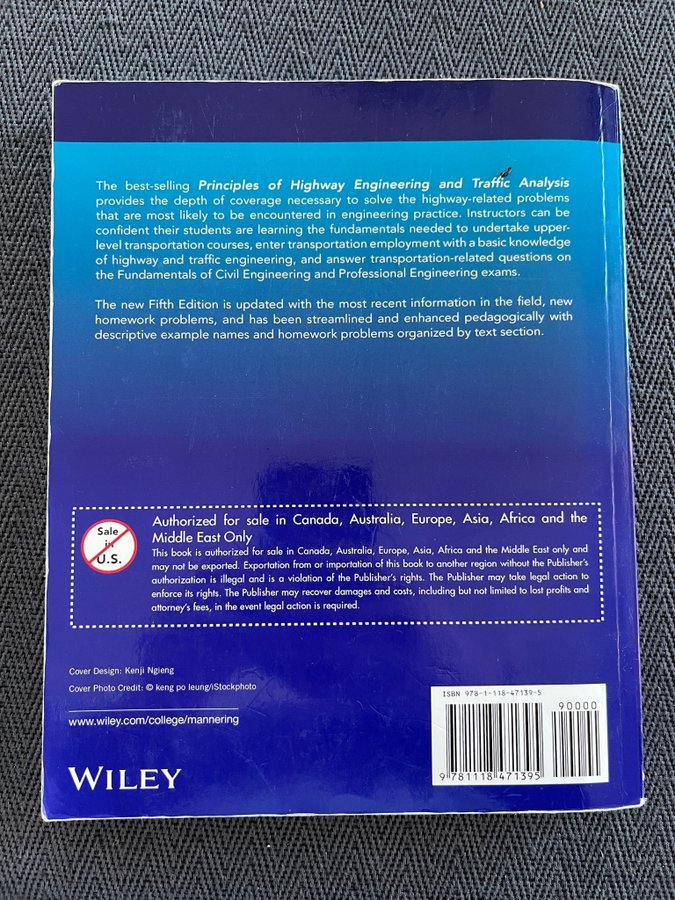 The best-selling Principles of Highway Engineering and Traffic Analysis
provides the depth of coverage necessary to solve the highway-related problems
that are most likely to be encountered in engineering practice. Instructors can be
confident their students are learning the fundamentals needed to undertake upper-
level transportation courses, enter transportation employment with a basic knowledge
of highway and traffic engineering, and answer transportation-related questions on
the Fundamentals of Civil Engineering and Professional Engineering exams.
The new Fifth Edition is updated with the most recent information in the field, new
homework problems, and has been streamlined and enhanced pedagogically with
descriptive example names and homework problems organized by text section.
Sale
in
U.S.
Authorized for sale in Canada, Australia, Europe, Asia, Africa and the
Middle East Only
This book is authorized for sale in Canada, Australia, Europe, Asia, Africa and the Middle East only and
may not be exported. Exportation from or importation of this book to another region without the Publisher's
authorization is illegal and is a violation of the Publisher's rights. The Publisher may take legal action to
enforce its rights. The Publisher may recover damages and costs, including but not limited to lost profits and
attorney's fees, in the event legal action is required.
Cover Design: Kenji Ngieng
Cover Photo Credit: © keng po leung/iStockphoto
www.wiley.com/college/mannering
WILEY
ISBN 978-1-118-47139-5
90000
9 781118 471395